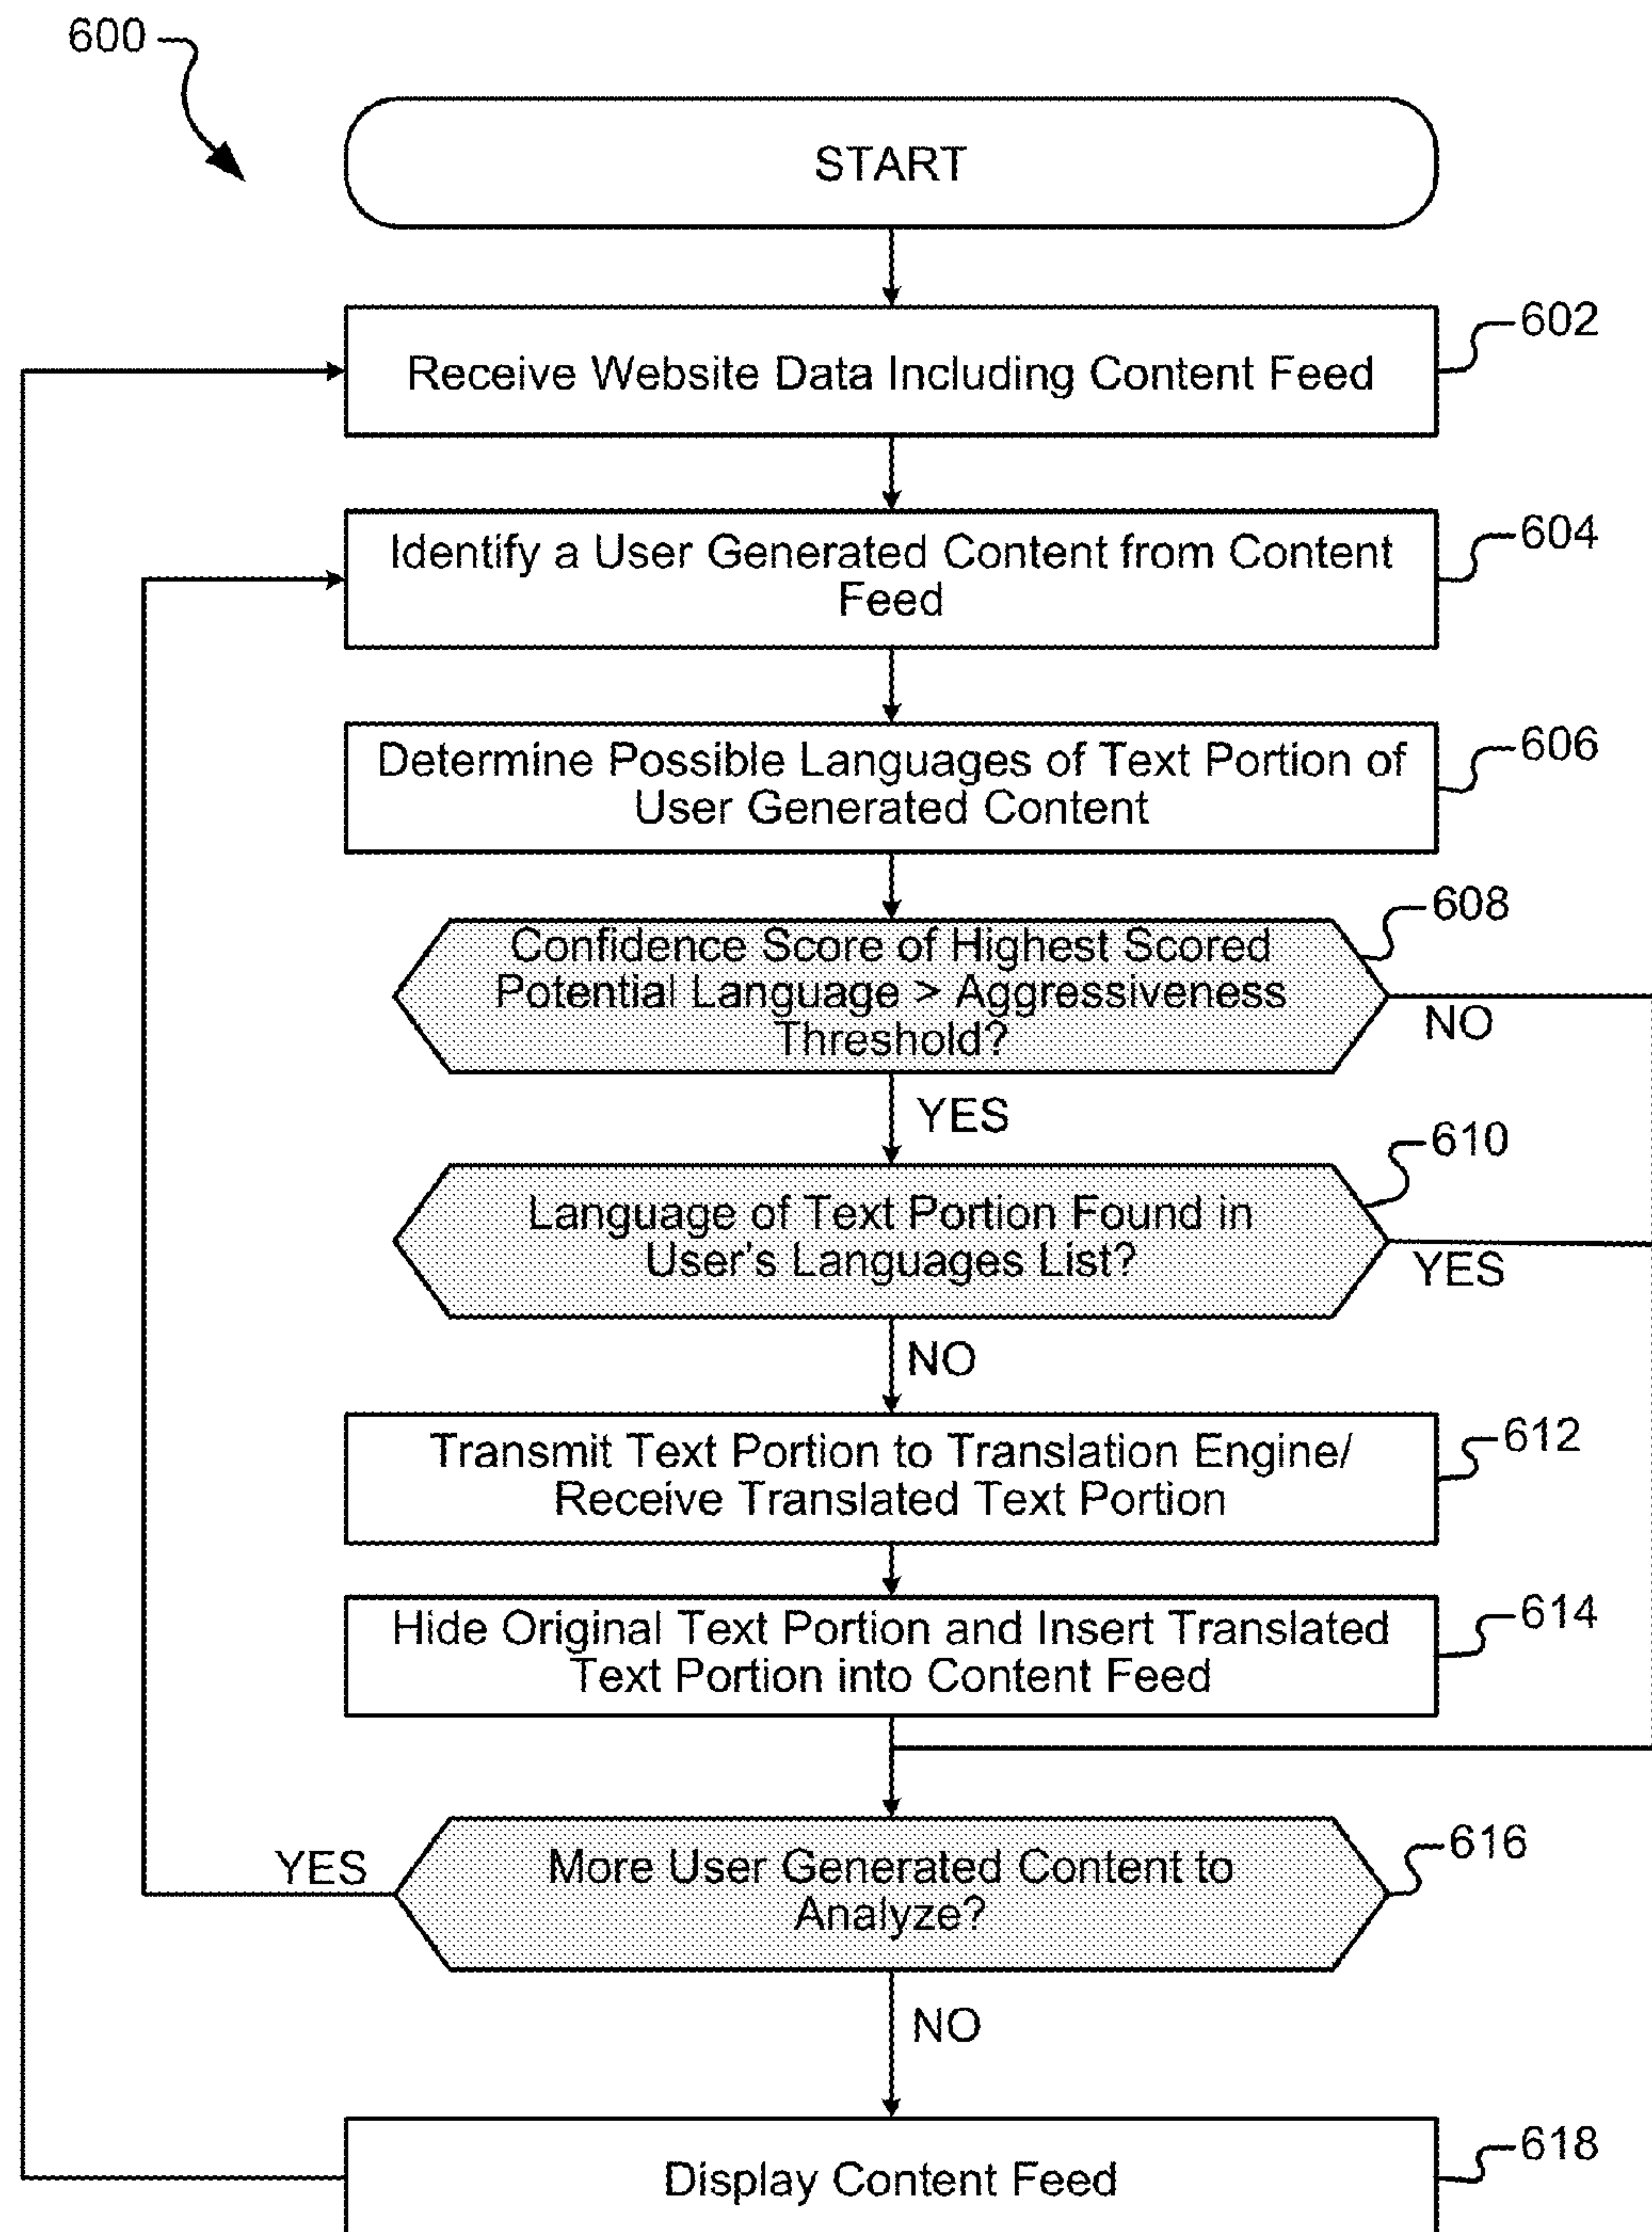 600
START
602
Receive Website Data Including Content Feed
604
Identify a User Generated Content from Content
Feed
606
Determine Possible Languages of Text Portion of
User Generated Content
608
Confidence Score of Highest Scored
Potential Language > Aggressiveness
Threshold?
NO
YES
610
Language of Text Portion Found in
User's Languages List?
YES
NO
612
Transmit Text Portion to Translation Engine/
Receive Translated Text Portion
614
Hide Original Text Portion and Insert Translated
Text Portion into Content Feed
616
YES
More User Generated Content to
Analyze?
NO
618
Display Content Feed